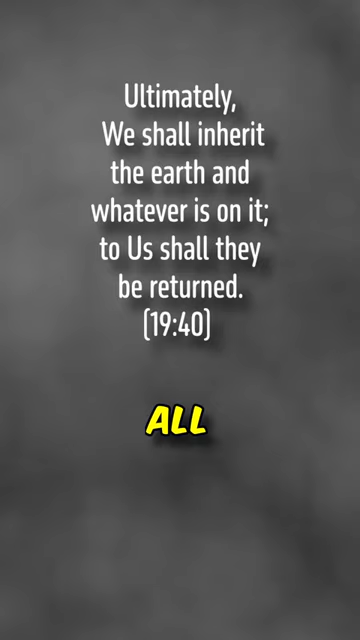 Ultimately,
We shall inherit
the earth and
whatever is on it;
to Us shall they
be returned.
(19:40)
ALL